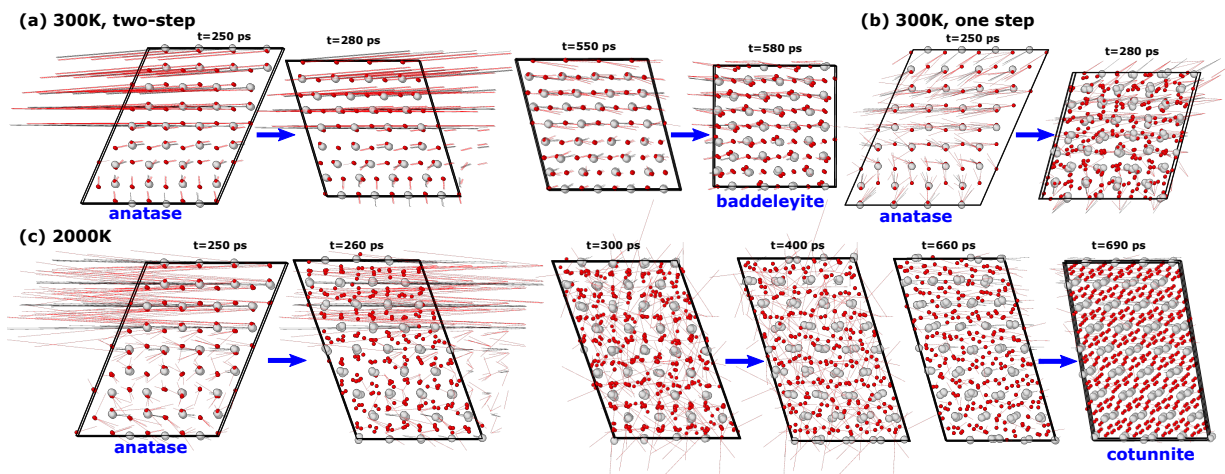 (a) 300K, two-step
t=250 ps
t=280 ps
t=550 ps
t=580 ps
anatase
baddeleyite
(b) 300K, one step
t=250 ps
t=280 ps
anatase
(c) 2000K
t=250 ps
t=260 ps
t=300 ps
t=400 ps
t=660 ps
t=690 ps
anatase
cotunnite